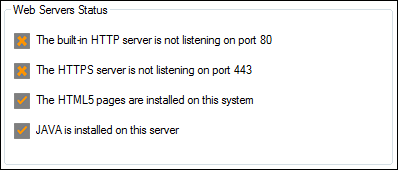 Web Servers Status
The built-in HTTP server is not listening on port 80
The HTTPS server is not listening on port 443
The HTML5 pages are installed on this system
JAVA is installed on this server